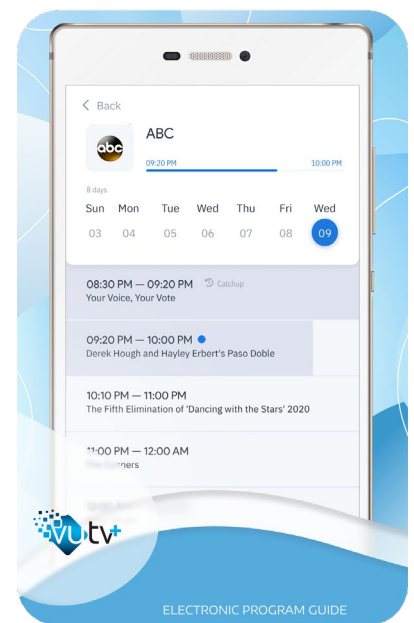 Back
abc
ABC
09:20 PM 10:00 PM
8 days
Sun Mon Tue Wed Thu Fri Wed
03 04 05 06 07 08 09
08:30 PM — 09:20 PM Catchup
Your Voice, Your Vote
09:20 PM — 10:00 PM
Derek Hough and Hayley Erbert's Paso Doble
10:10 PM — 11:00 PM
The Fifth Elimination of 'Dancing with the Stars' 2020
11:00 PM — 12:00 AM
vu tv+
ELECTRONIC PROGRAM GUIDE